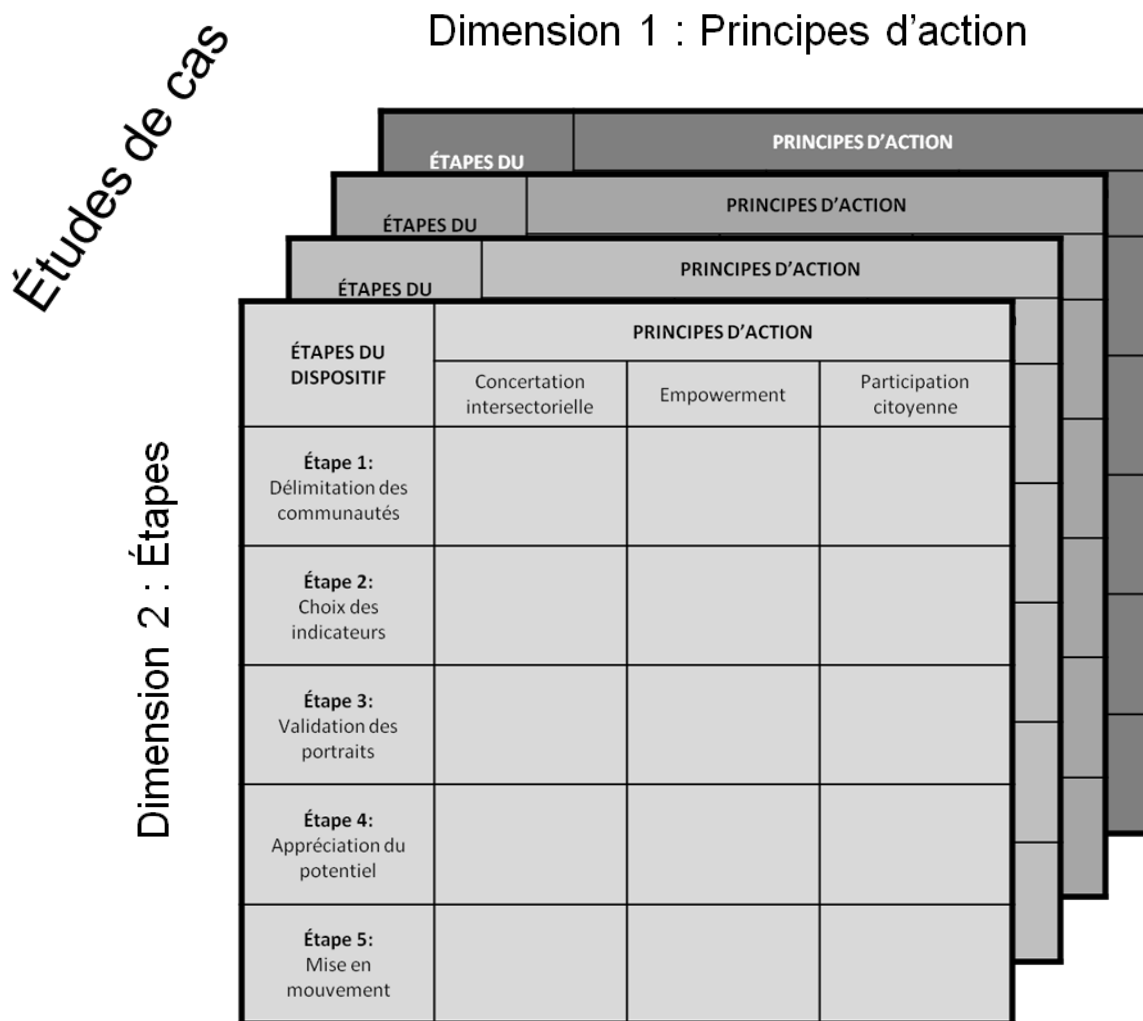 Dimension 1 : Principes d'action
Études de cas
PRINCIPES D'ACTION
ÉTAPES DU
PRINCIPES D'ACTION
ÉTAPES DU
PRINCIPES D'ACTION
ÉTAPES DU
PRINCIPES D'ACTION
ÉTAPES DU
DISPOSITIF
Concertation
intersectorielle
Empowerment
Participation
citoyenne
Dimension 2 : Étapes
Étape 1:
Délimitation des
communautés
Étape 2:
Choix des
indicateurs
Étape 3:
Validation des
portraits
Étape 4:
Appréciation du
potentiel
Étape 5:
Mise en
mouvement